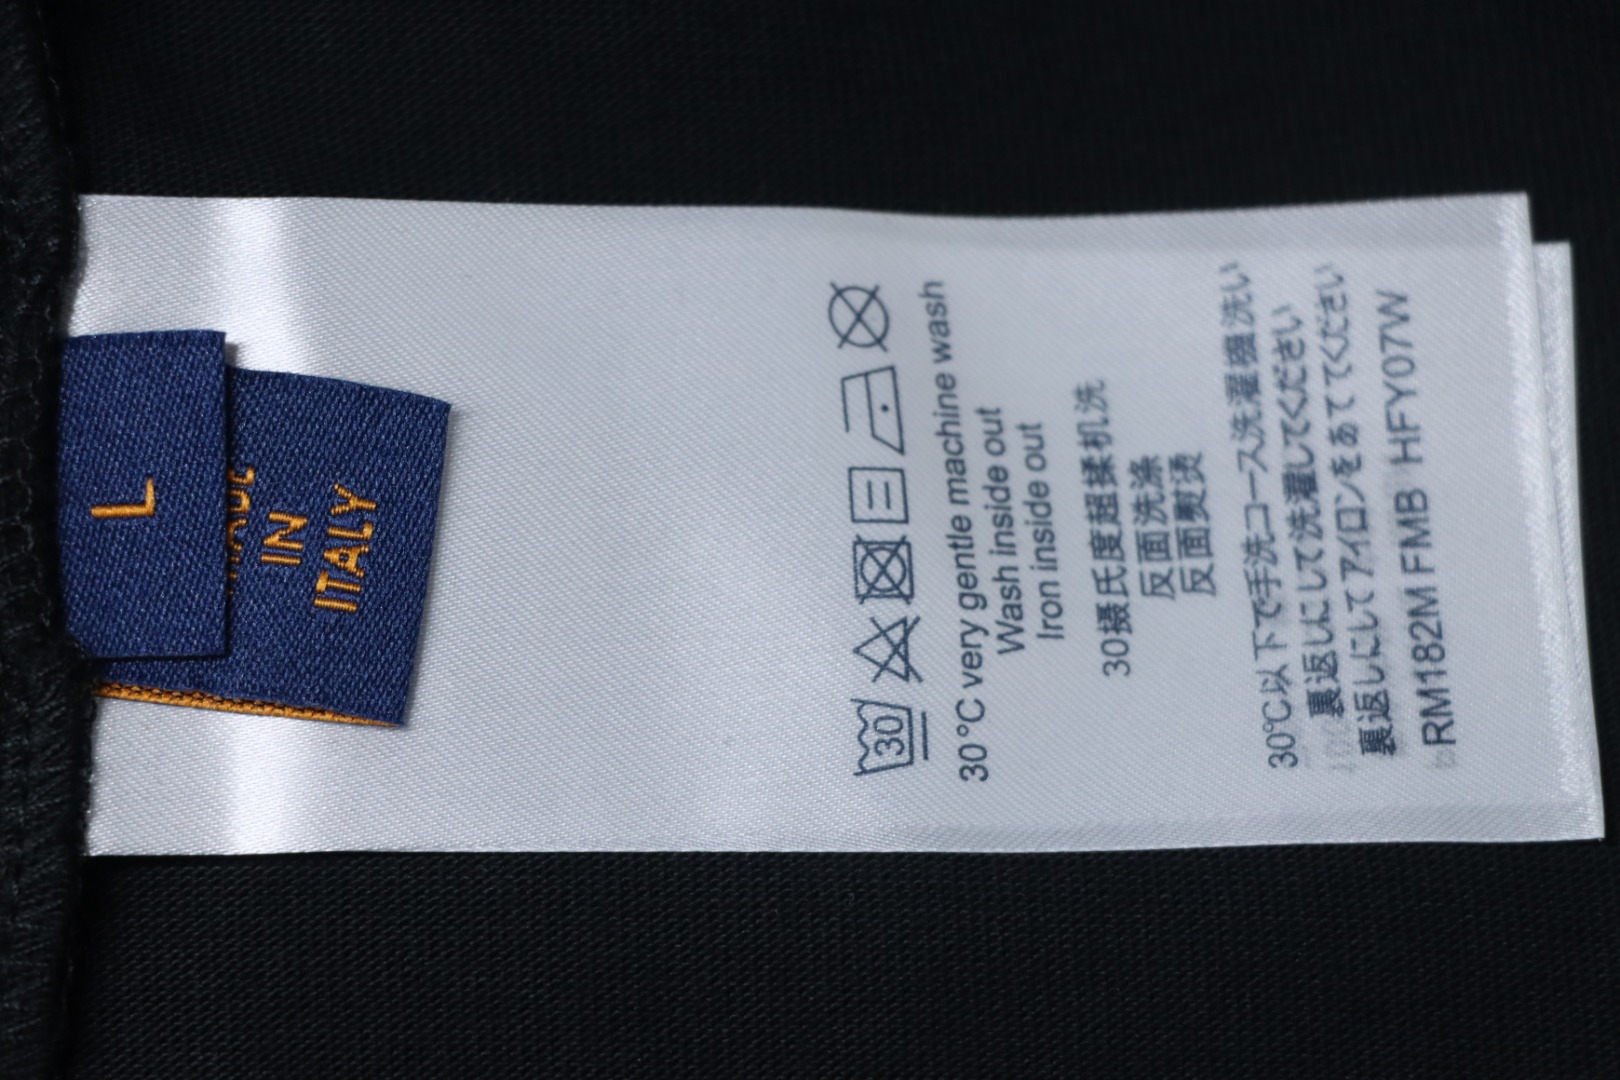 L
MADE
IN
ITALY
30
30°C very gentle machine wash
Wash inside out
Iron inside out
30摄氏度超揉机洗
反面洗涤
反面熨烫
30℃以下で手洗コース洗濯機洗い
裏返しにして洗濯してください
裏返しにしてアイロンをあててください
RM182M FMB HFY07W